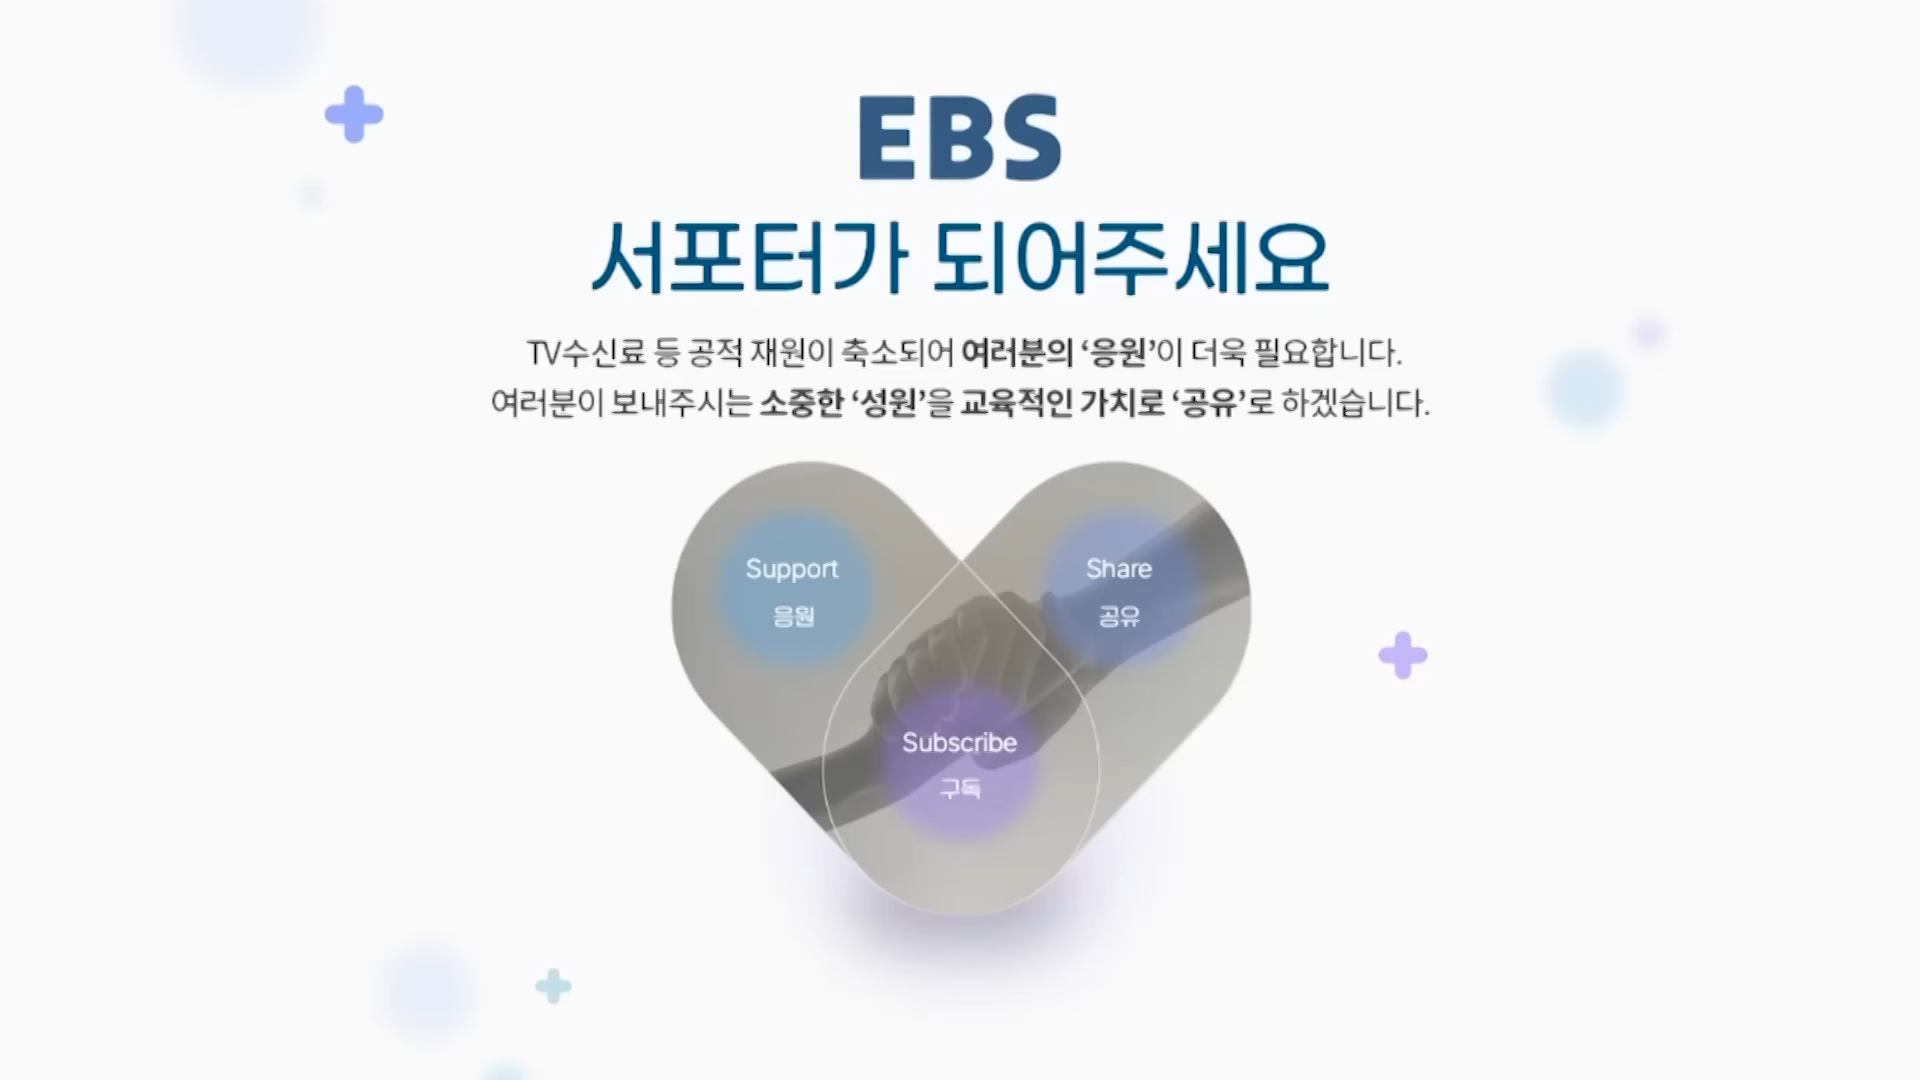 EBS
서포터가 되어주세요
TV수신료 등 공적 재원이 축소되어 여러분의 ‘응원’이 더욱 필요합니다.
여러분이 보내주시는 소중한 ‘성원’을 교육적인 가치로 ‘공유’로 하겠습니다.
Support
응원
Share
공유
Subscribe
구독